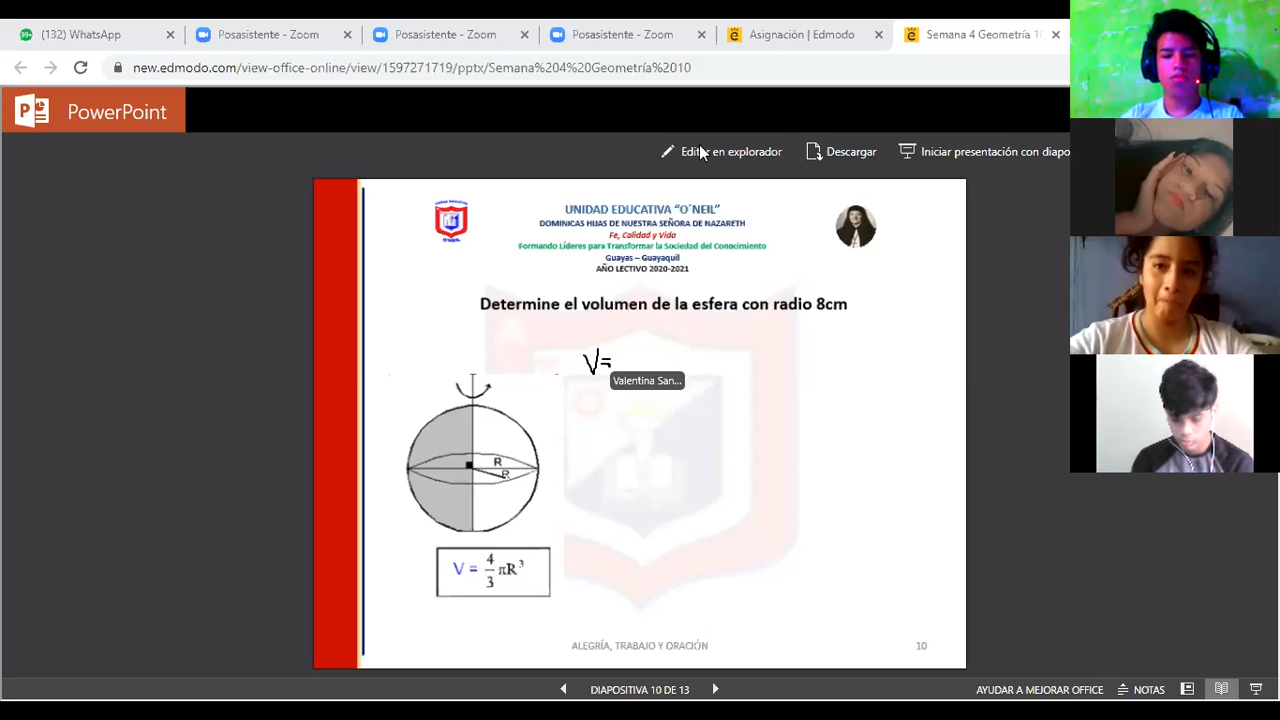 (132) WhatsApp
Posasistente - Zoom
Posasistente - Zoom
Posasistente - Zoom
Asignación | Edmodo
Semana 4 Geometría 10
new.edmodo.com/view-office-online/view/1597271719/pptx/Semana%204%20Geometría%2010
PowerPoint
Editar en explorador
Descargar
Iniciar presentación con diapo
UNIDAD EDUCATIVA “O´NEIL”
DOMINICAS HIJAS DE NUESTRA SEÑORA DE NAZARETH
Fe, Calidad y Vida
Formando Líderes para Transformar la Sociedad del Conocimiento
Guayas – Guayaquil
AÑO LECTIVO 2020-2021
Determine el volumen de la esfera con radio 8cm
V=
Valentina San...
R
R
V = 4/3 πR³
ALEGRÍA, TRABAJO Y ORACIÓN
10
DIAPOSITIVA 10 DE 13
AYUDAR A MEJORAR OFFICE
NOTAS